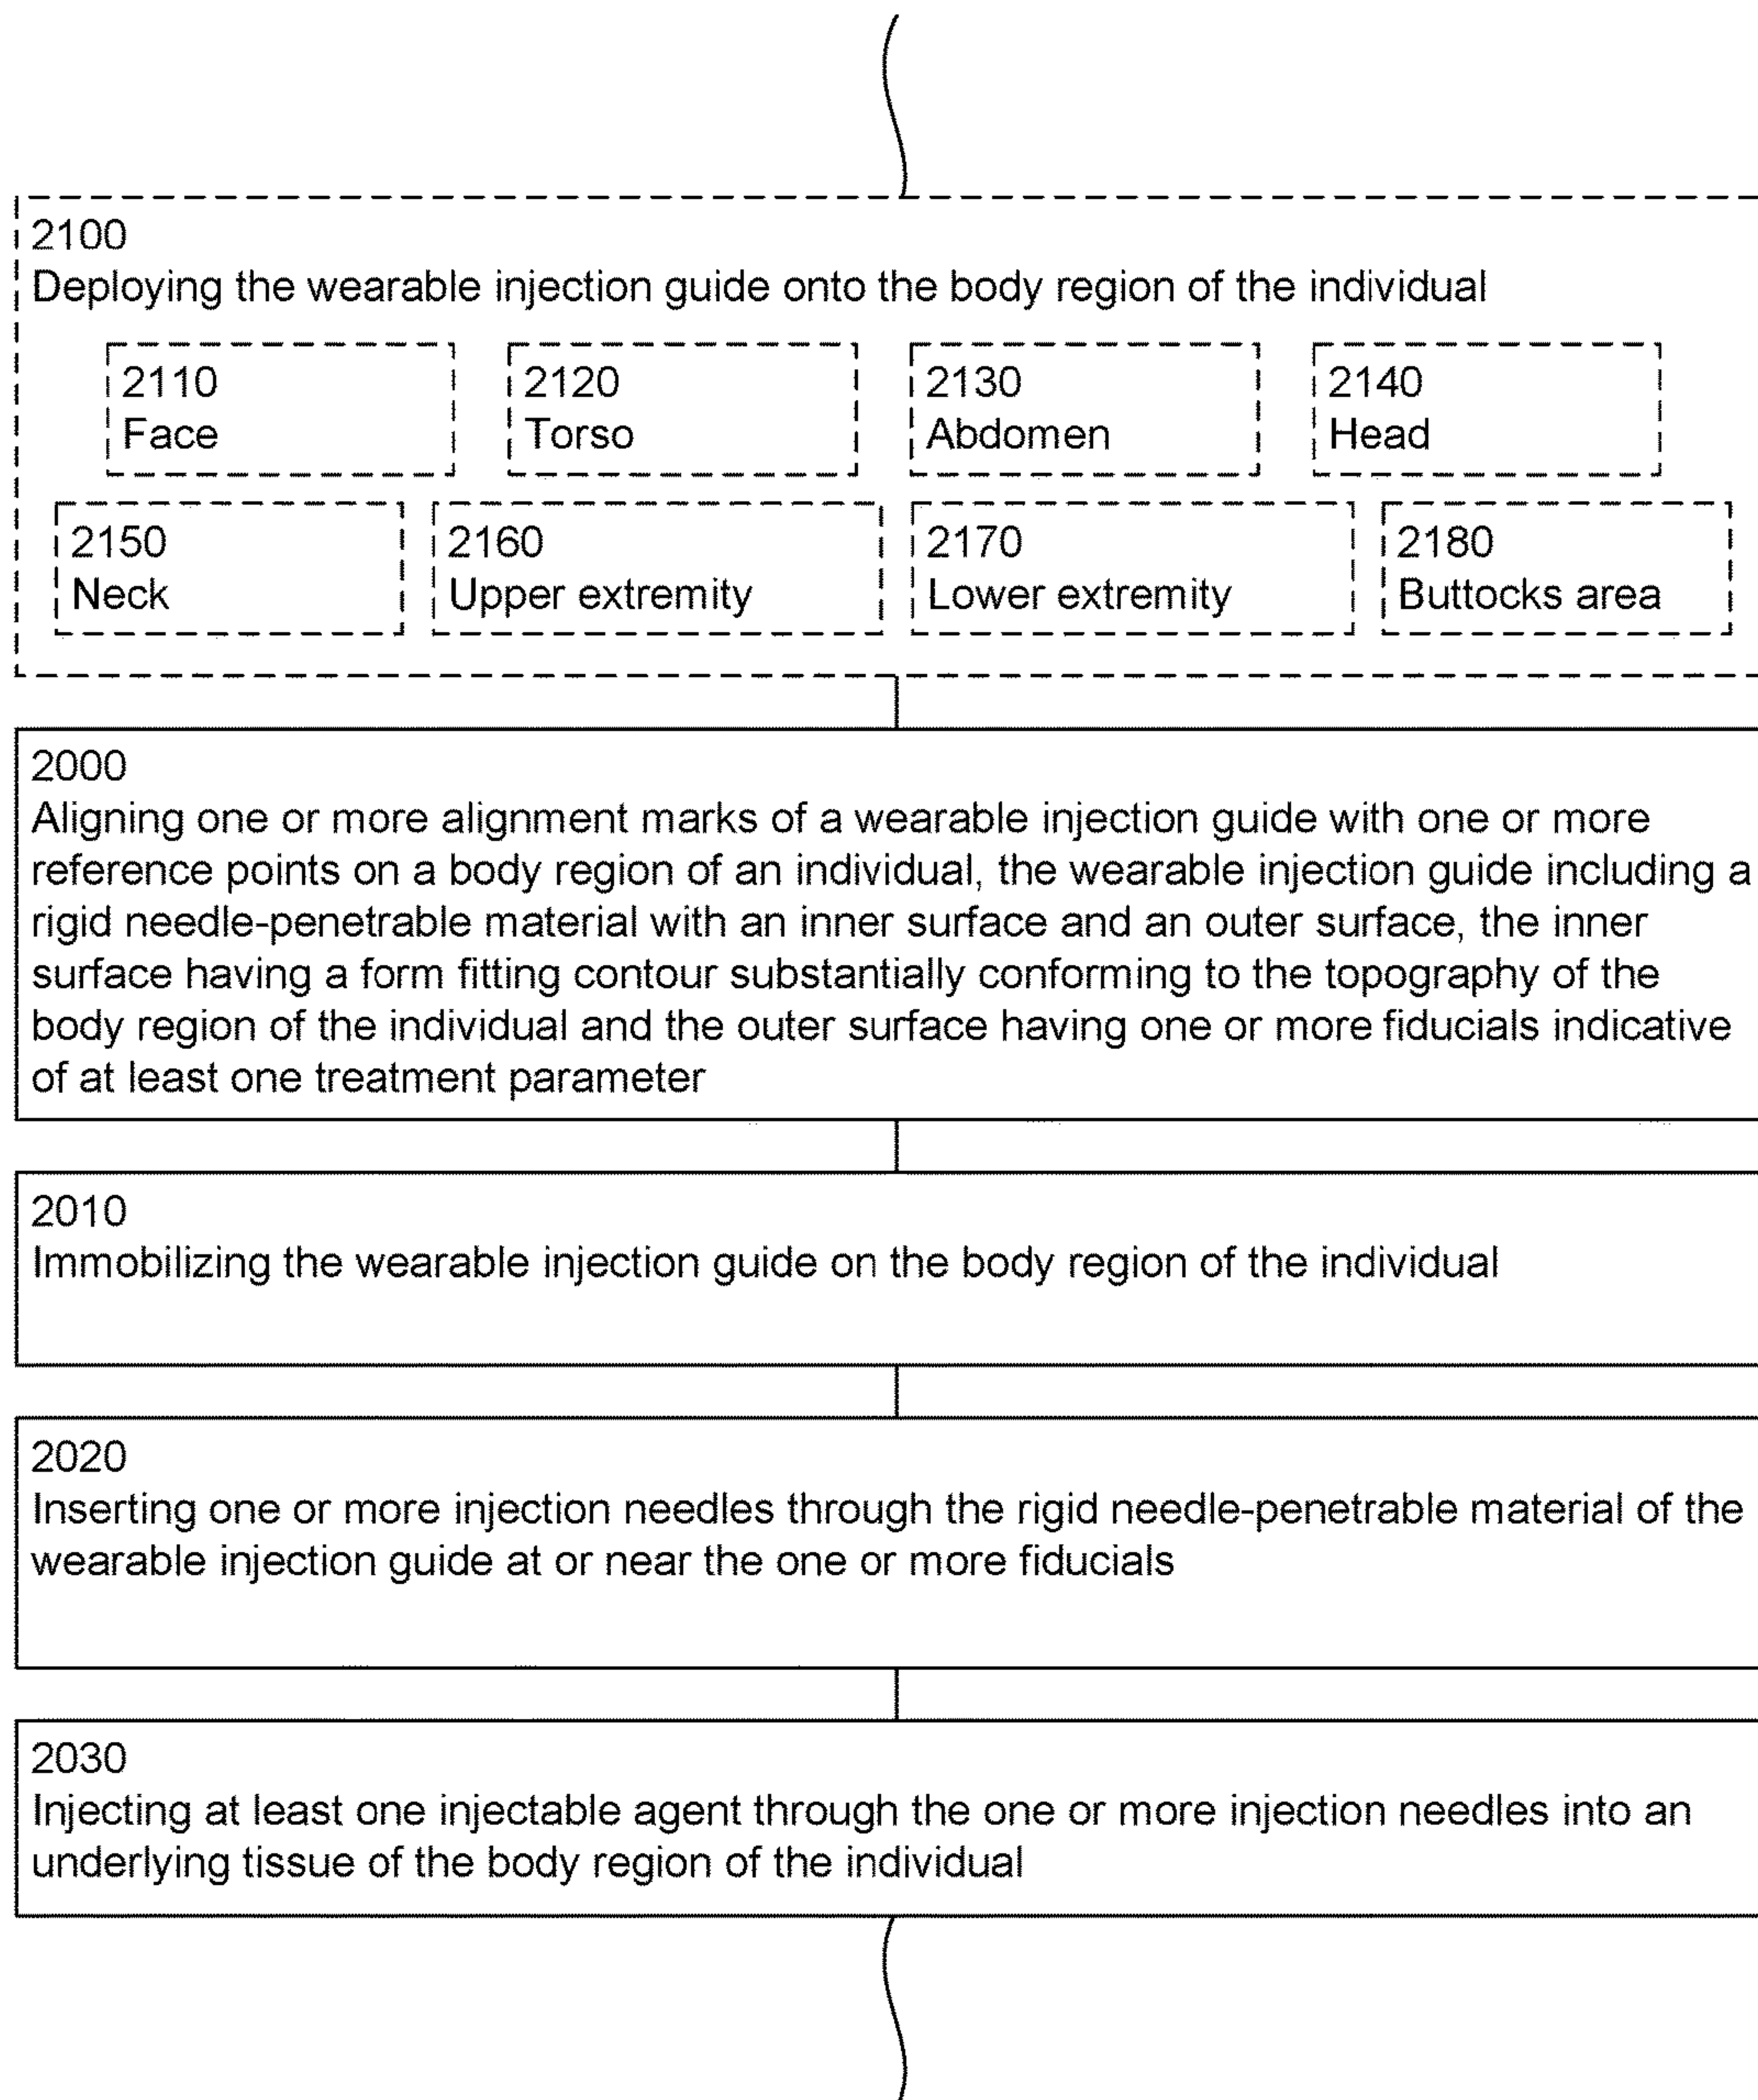 2100
Deploying the wearable injection guide onto the body region of the individual
2110
Face
2120
Torso
2130
Abdomen
2140
Head
2150
Neck
2160
Upper extremity
2170
Lower extremity
2180
Buttocks area
2000
Aligning one or more alignment marks of a wearable injection guide with one or more
reference points on a body region of an individual, the wearable injection guide including a
rigid needle-penetrable material with an inner surface and an outer surface, the inner
surface having a form fitting contour substantially conforming to the topography of the
body region of the individual and the outer surface having one or more fiducials indicative
of at least one treatment parameter
2010
Immobilizing the wearable injection guide on the body region of the individual
2020
Inserting one or more injection needles through the rigid needle-penetrable material of the
wearable injection guide at or near the one or more fiducials
2030
Injecting at least one injectable agent through the one or more injection needles into an
underlying tissue of the body region of the individual